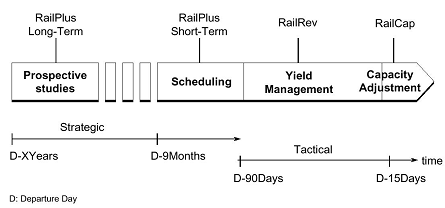 RailPlus
Long-Term
RailPlus
Short-Term
RailRev
RailCap
Prospective
studies
Scheduling
Yield
Management
Capacity
Adjustment
Strategic
D-XYears
D-9Months
Tactical
time
D-90Days
D-15Days
D: Departure Day